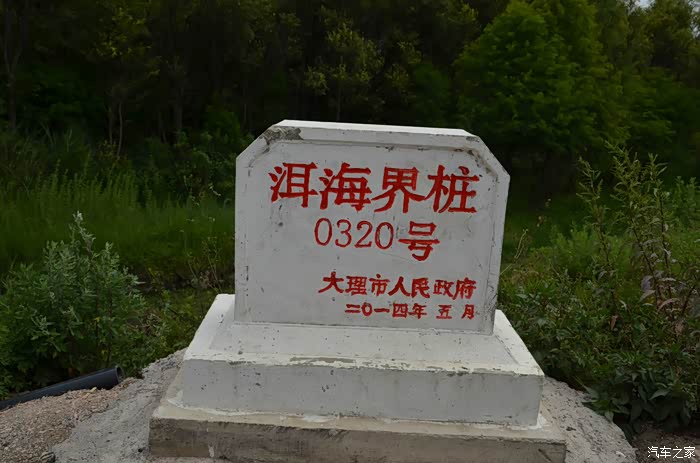 洱海界桩
0320号
大理市人民政府
二〇一四年 五月
汽车之家